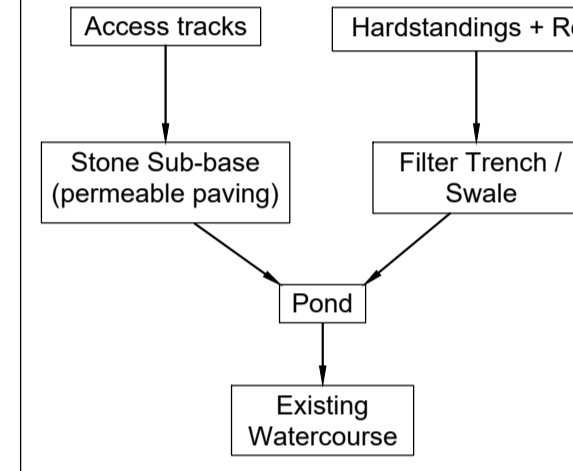 Access tracks
Hardstandings + R
Stone Sub-base
(permeable paving)
Filter Trench /
Swale
Pond
Existing
Watercourse